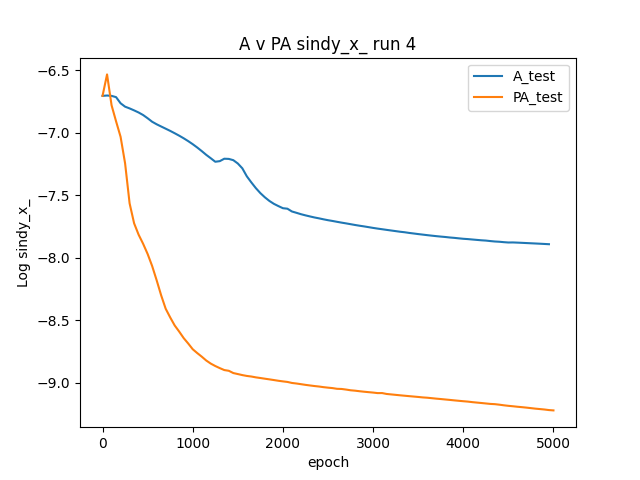 A v PA sindy_x_ run 4
A_test
PA_test
Log sindy_x_
−6.5
−7.0
−7.5
−8.0
−8.5
−9.0
0 1000 2000 3000 4000 5000
epoch